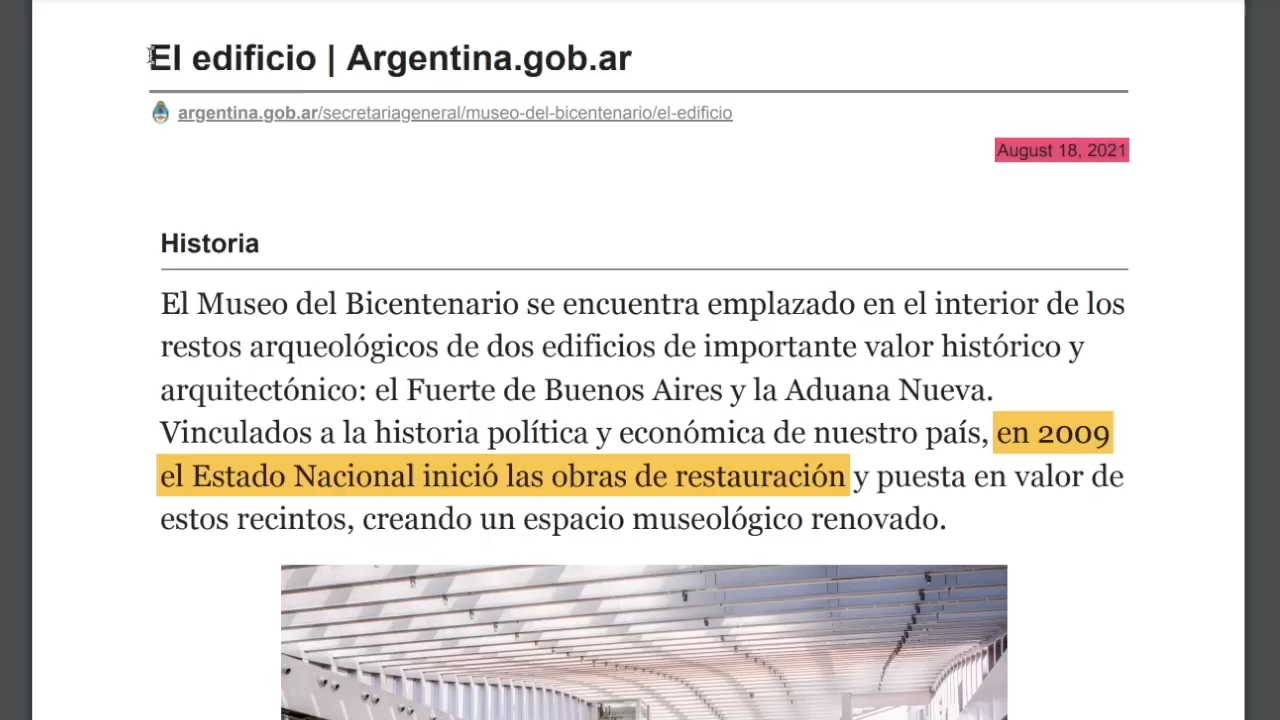 El edificio | Argentina.gob.ar
argentina.gob.ar/secretariageneral/museo-del-bicentenario/el-edificio
August 18, 2021
Historia
El Museo del Bicentenario se encuentra emplazado en el interior de los
restos arqueológicos de dos edificios de importante valor histórico y
arquitectónico: el Fuerte de Buenos Aires y la Aduana Nueva.
Vinculados a la historia política y económica de nuestro país, en 2009
el Estado Nacional inició las obras de restauración y puesta en valor de
estos recintos, creando un espacio museológico renovado.